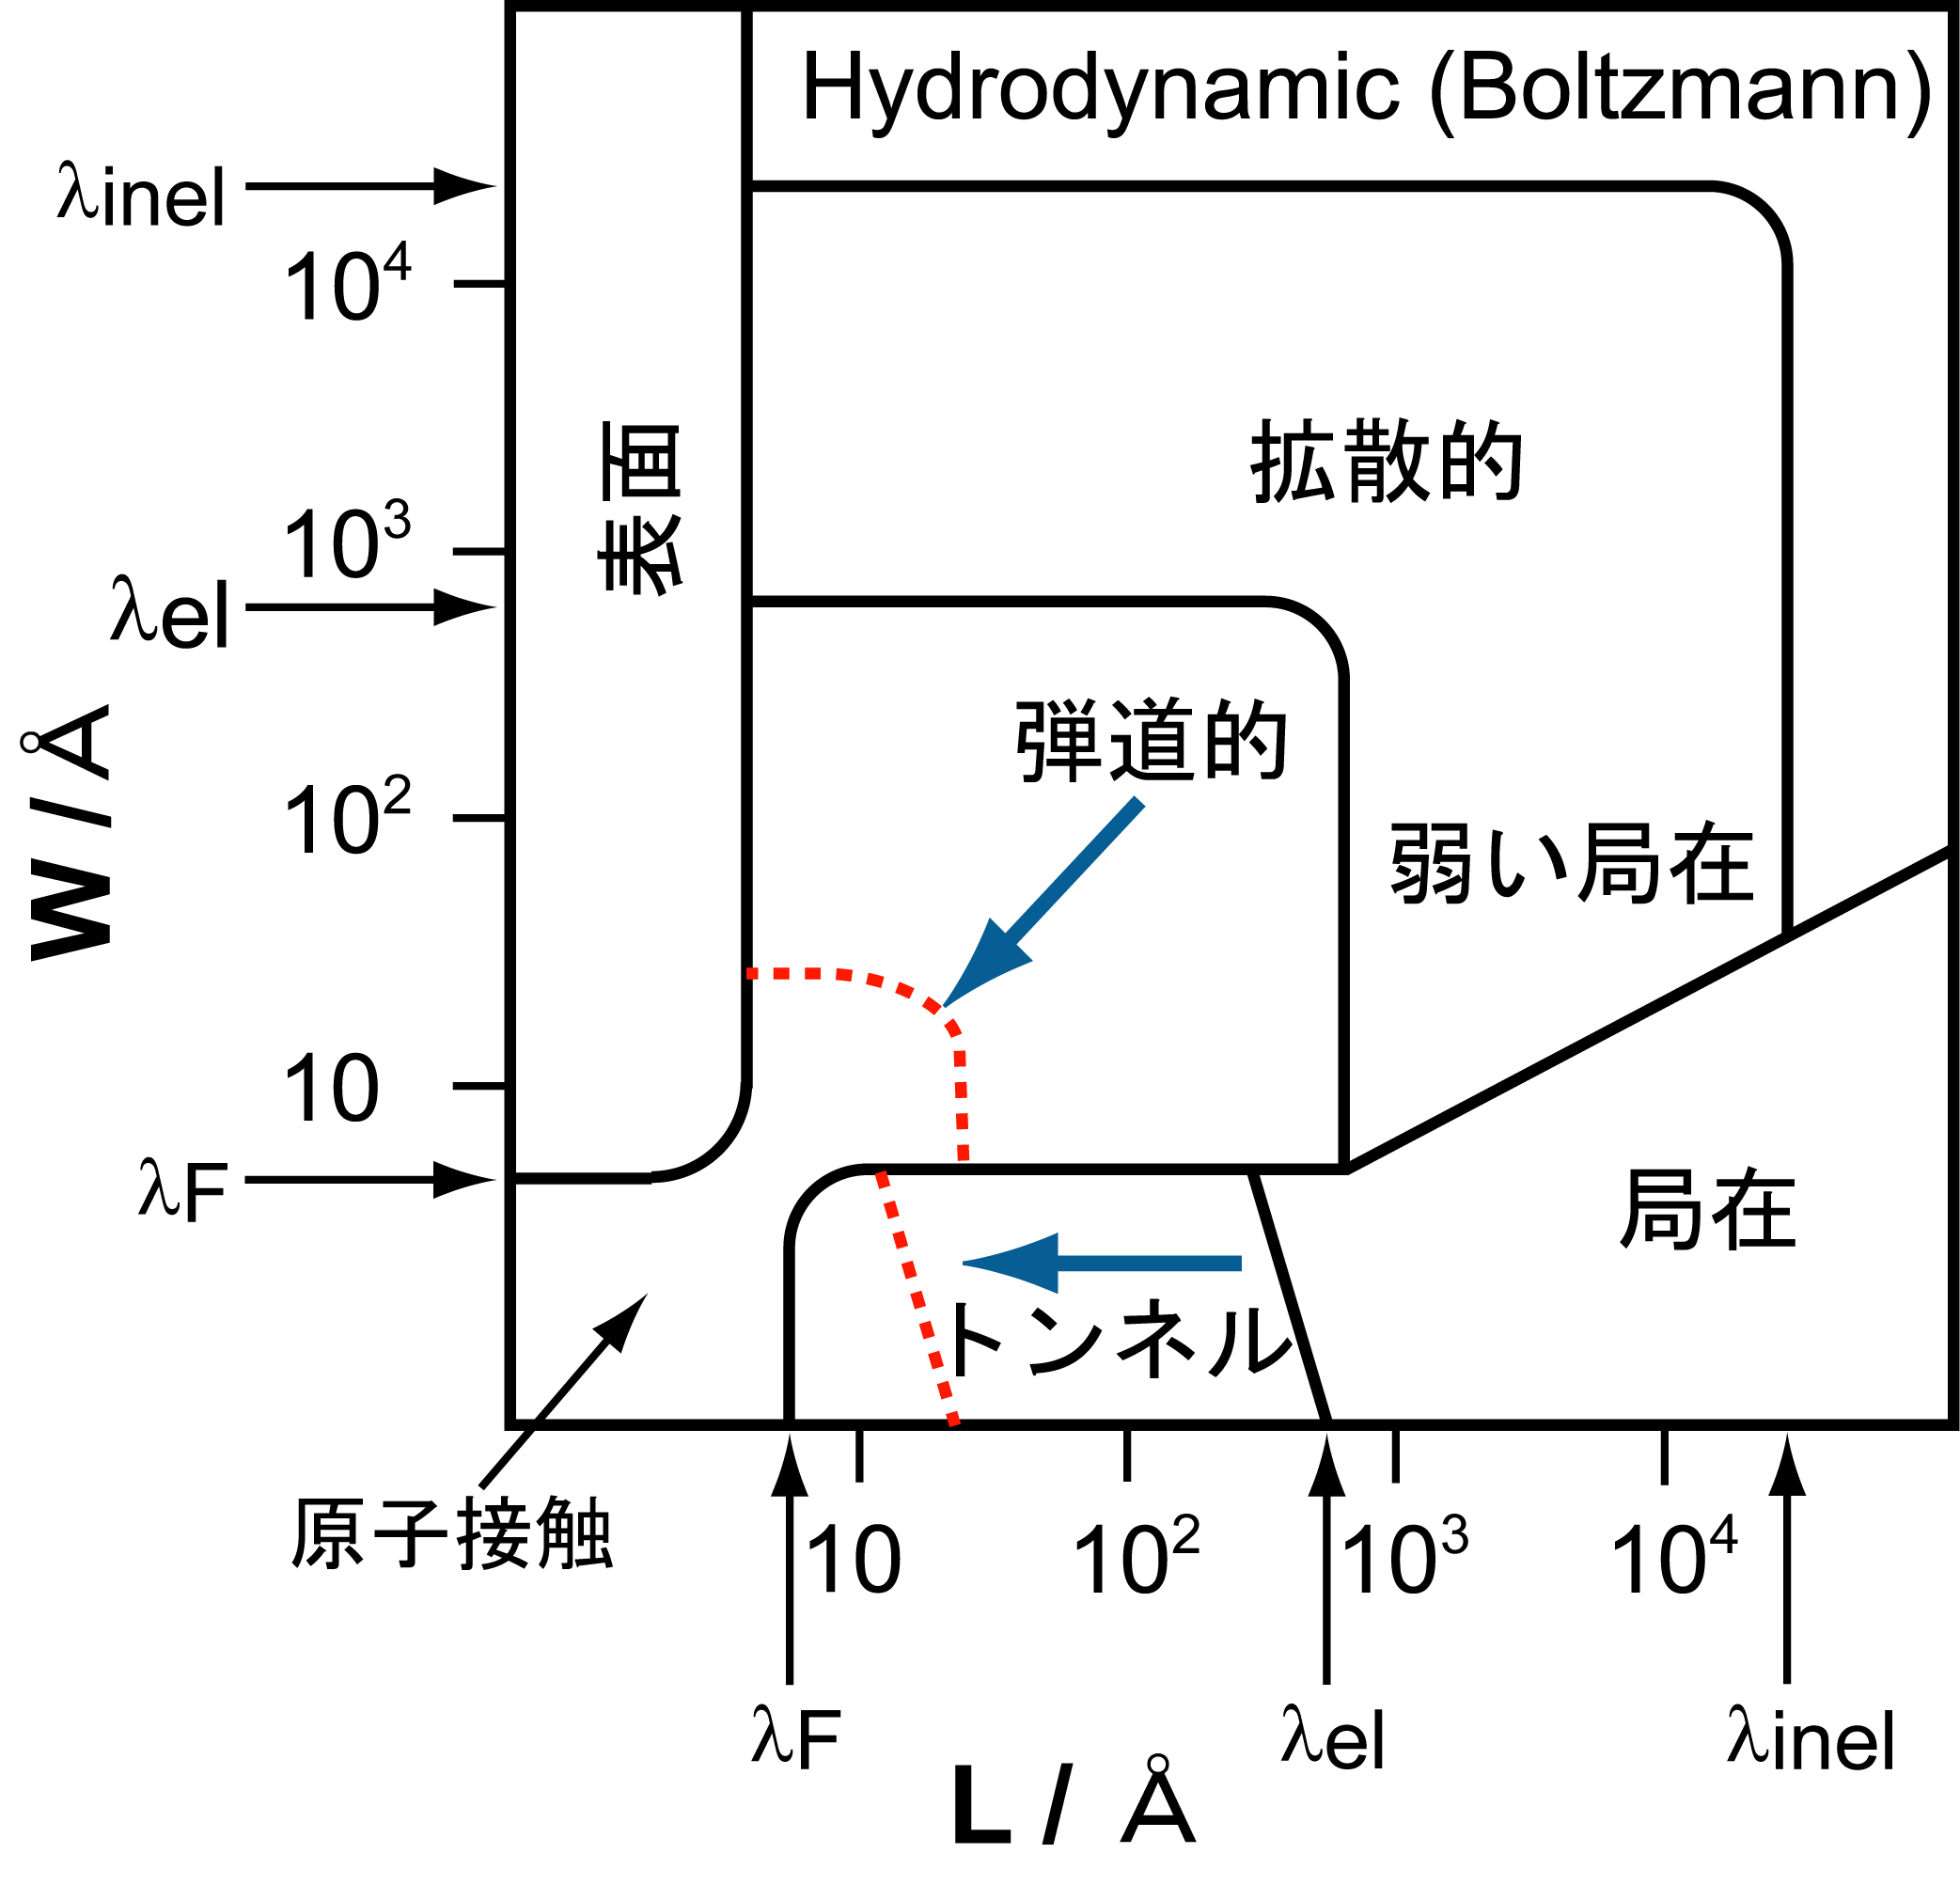 Hydrodynamic (Boltzmann)
λinel
10⁴
表面
拡散的
10³
λel
弾道的
W / Å
10²
弱い局在
10
λF
局在
トンネル
原子接触
10
10²
10³
10⁴
λF
λel
λinel
L / Å